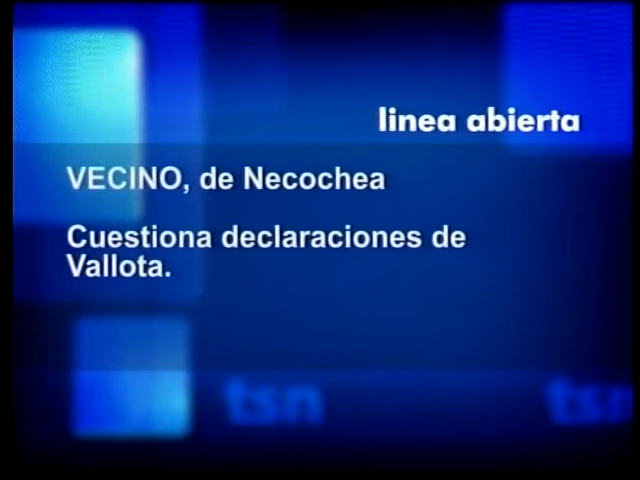 linea abierta
VECINO, de Necochea
Cuestiona declaraciones de
Vallota.
tsn tsn